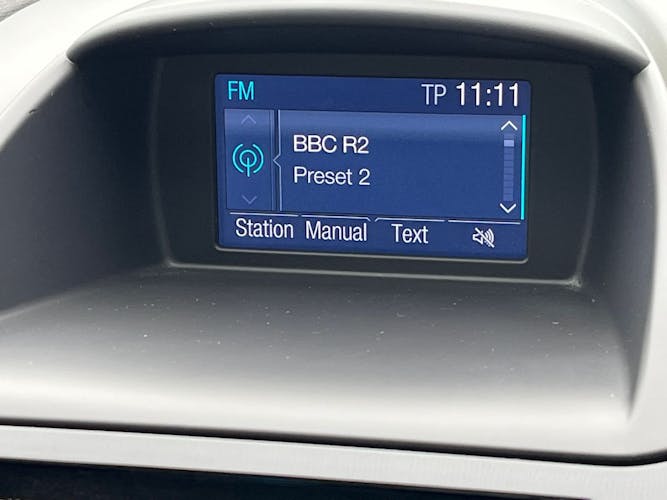 FM TP 11:11
BBC R2
Preset 2
Station Manual Text